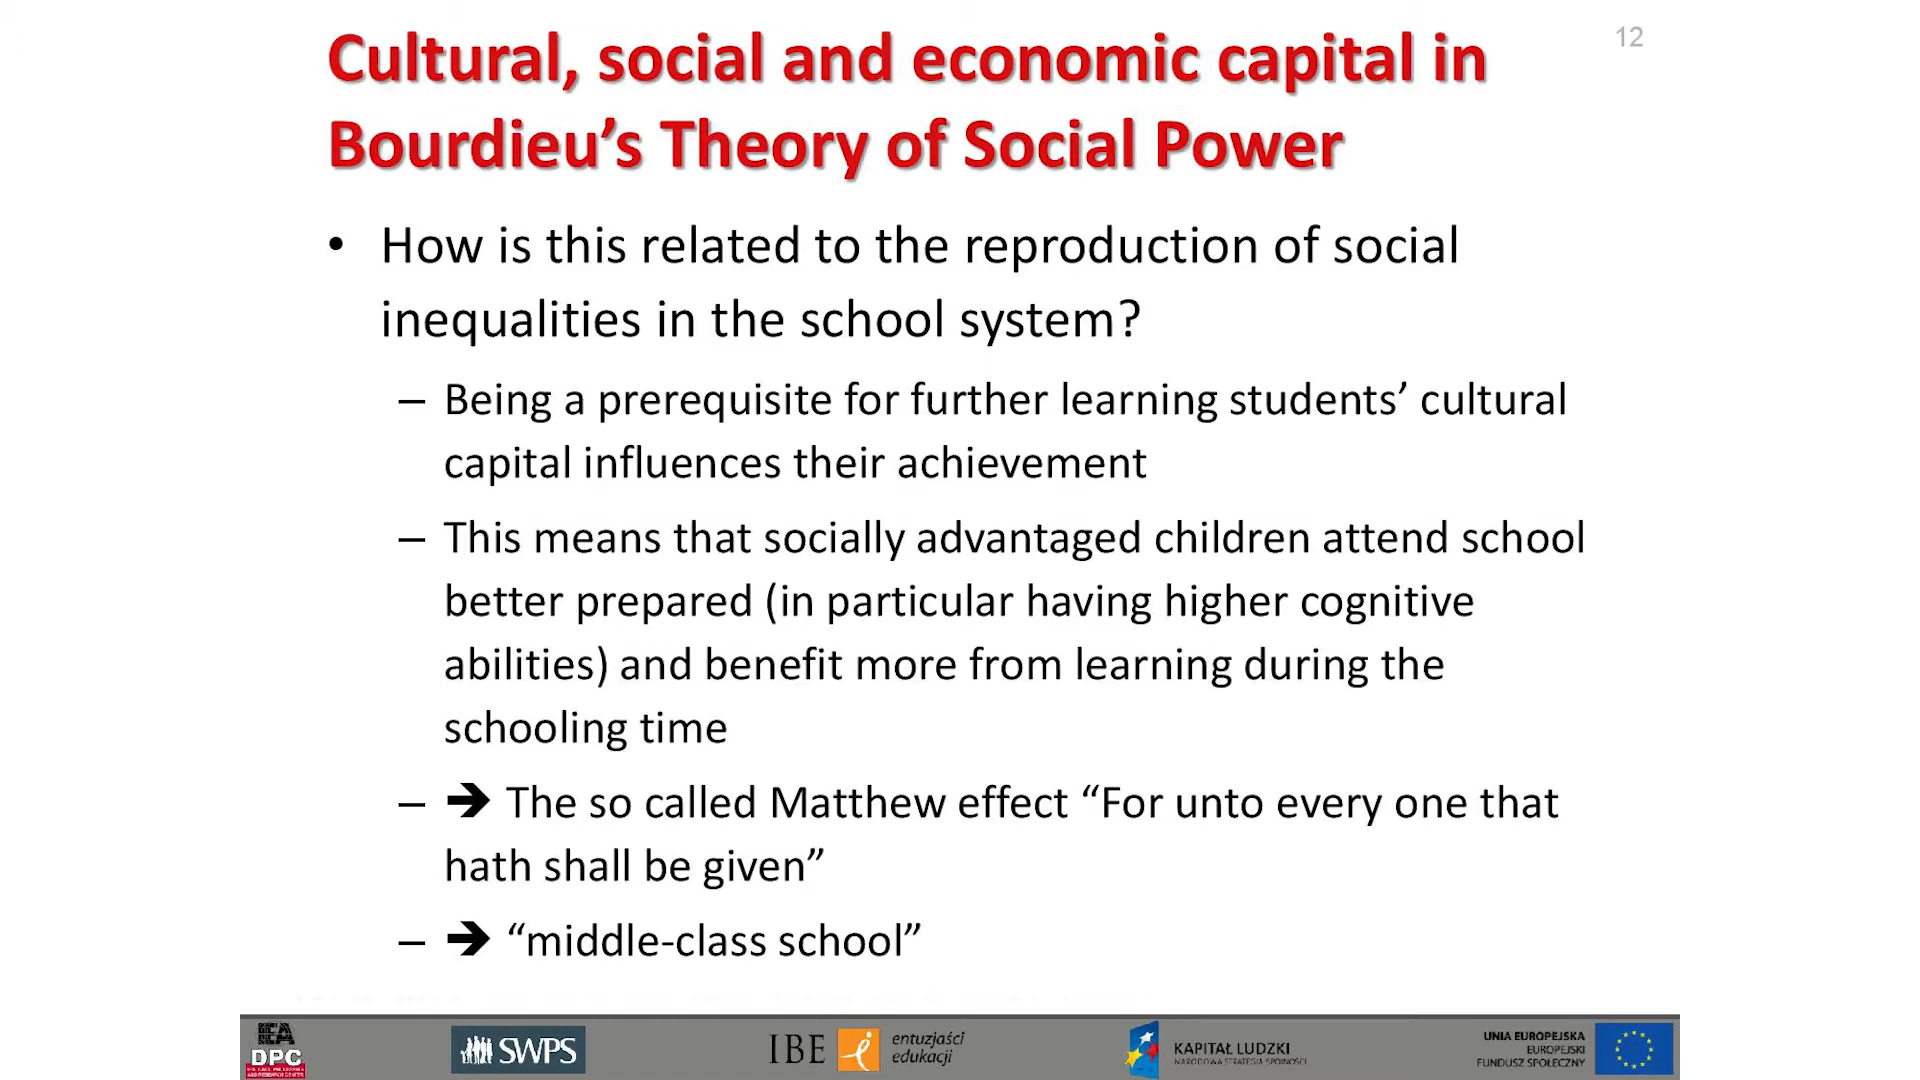 12
Cultural, social and economic capital in
Bourdieu’s Theory of Social Power
• How is this related to the reproduction of social
inequalities in the school system?
– Being a prerequisite for further learning students’ cultural
capital influences their achievement
– This means that socially advantaged children attend school
better prepared (in particular having higher cognitive
abilities) and benefit more from learning during the
schooling time
– ➔ The so called Matthew effect “For unto every one that
hath shall be given”
– ➔ “middle-class school”
IEA
DPC
SWPS
IBE
entuzjaści
edukacji
KAPITAŁ LUDZKI
NARODOWA STRATEGIA SPÓJNOŚCI
UNIA EUROPEJSKA
EUROPEJSKI
FUNDUSZ SPOŁECZNY